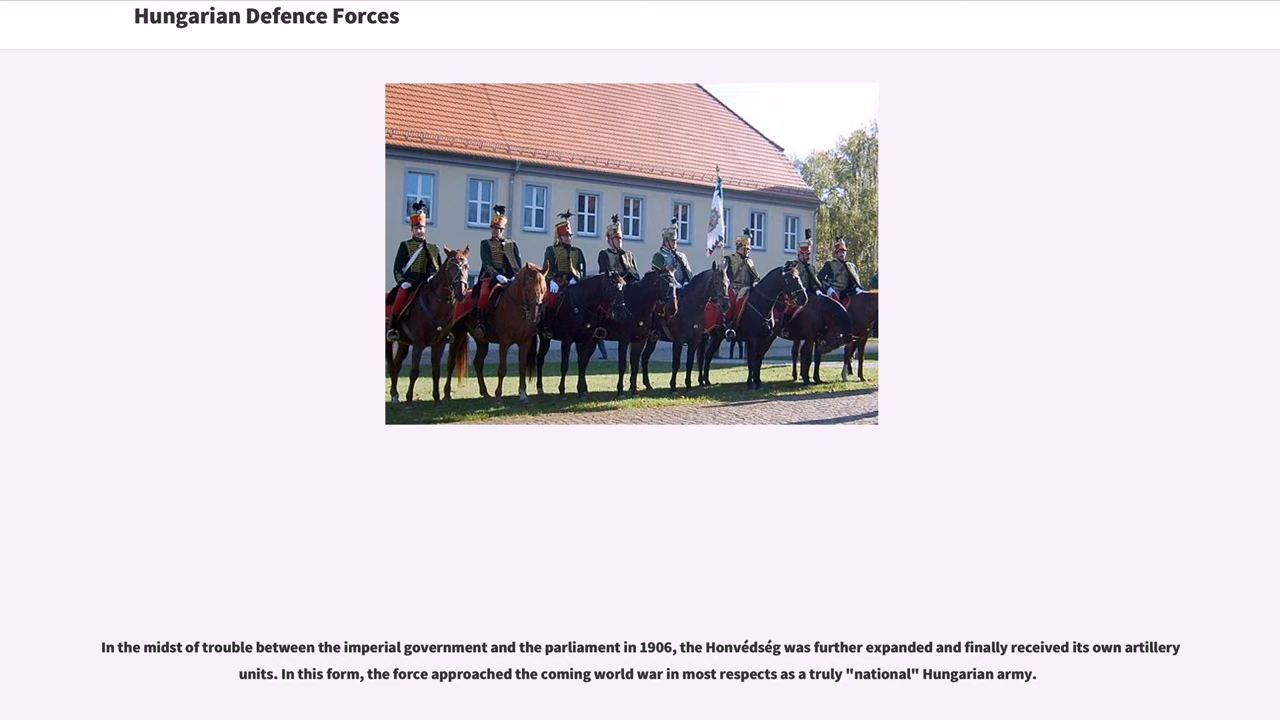 Hungarian Defence Forces
In the midst of trouble between the imperial government and the parliament in 1906, the Honvédség was further expanded and finally received its own artillery
units. In this form, the force approached the coming world war in most respects as a truly "national" Hungarian army.